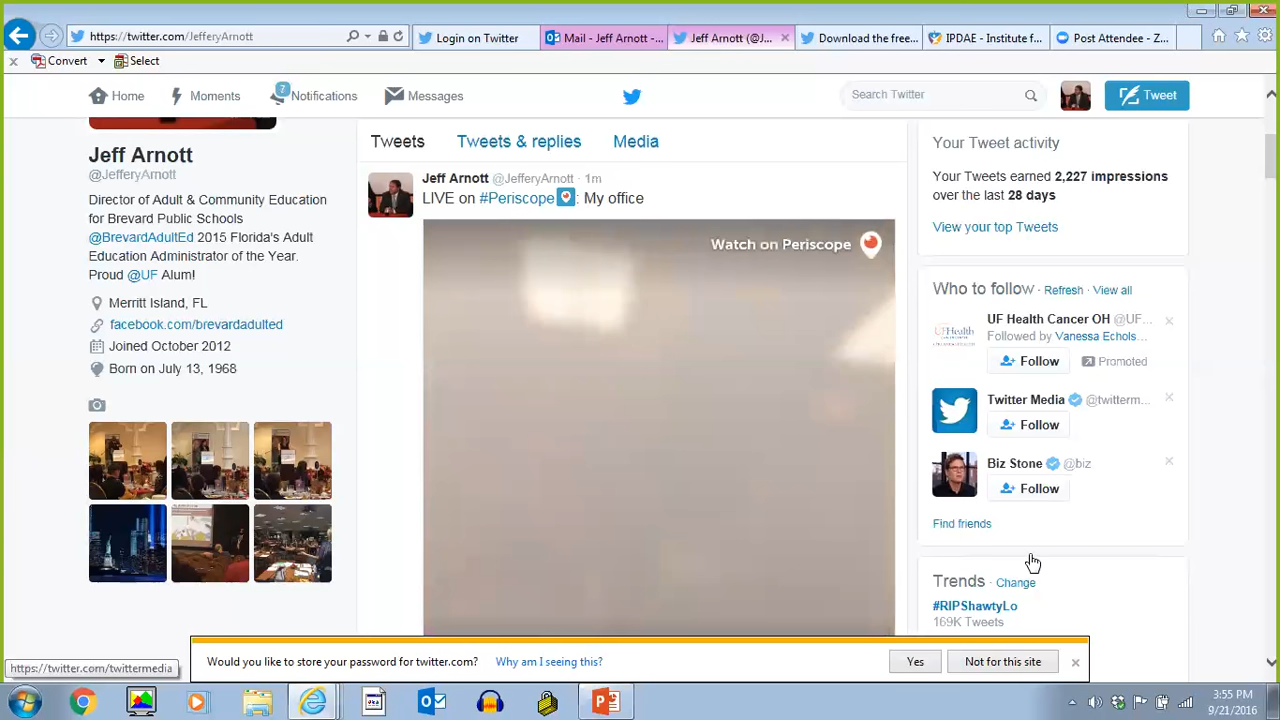 https://twitter.com/JefferyArnott
Login on Twitter
Mail - Jeff Arnott -...
Jeff Arnott (@J...
Download the free...
IPDAE - Institute f...
Post Attendee - Z...
Convert
Select
Home
Moments
7
Notifications
Messages
Search Twitter
Tweet
Jeff Arnott
@JefferyArnott
Director of Adult & Community Education
for Brevard Public Schools
@BrevardAdultEd 2015 Florida's Adult
Education Administrator of the Year.
Proud @UF Alum!
Merritt Island, FL
facebook.com/brevardadulted
Joined October 2012
Born on July 13, 1968
Tweets
Tweets & replies
Media
Jeff Arnott @JefferyArnott · 1m
LIVE on #Periscope: My office
Watch on Periscope
Your Tweet activity
Your Tweets earned 2,227 impressions
over the last 28 days
View your top Tweets
Who to follow · Refresh · View all
UF Health Cancer OH @UF...
Followed by Vanessa Echols...
Follow
Promoted
Twitter Media @twitterm...
Follow
Biz Stone @biz
Follow
Find friends
Trends · Change
#RIPShawtyLo
169K Tweets
Would you like to store your password for twitter.com?
Why am I seeing this?
Yes
Not for this site
https://twitter.com/twittermedia
3:55 PM
9/21/2016